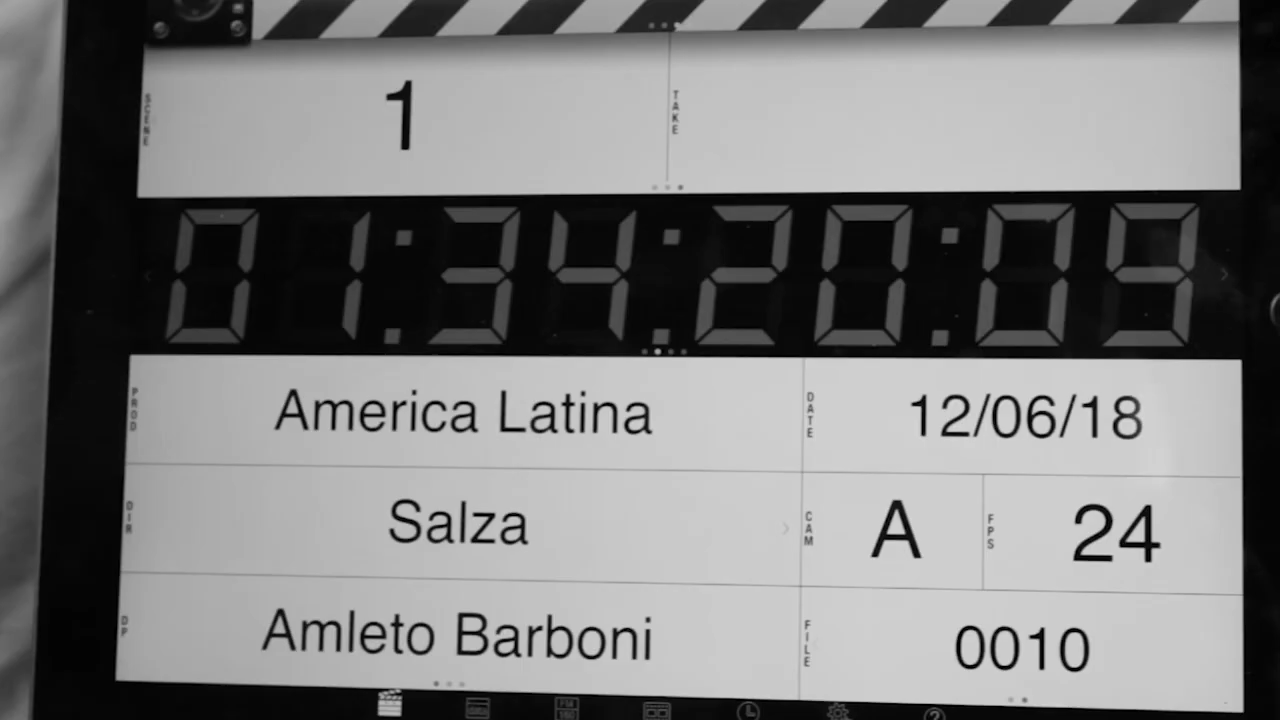 SCENE 1 TAKE
01:34:20:09
PROD America Latina DATE 12/06/18
DIR Salza CAM A FPS 24
DP Amleto Barboni FILE 0010